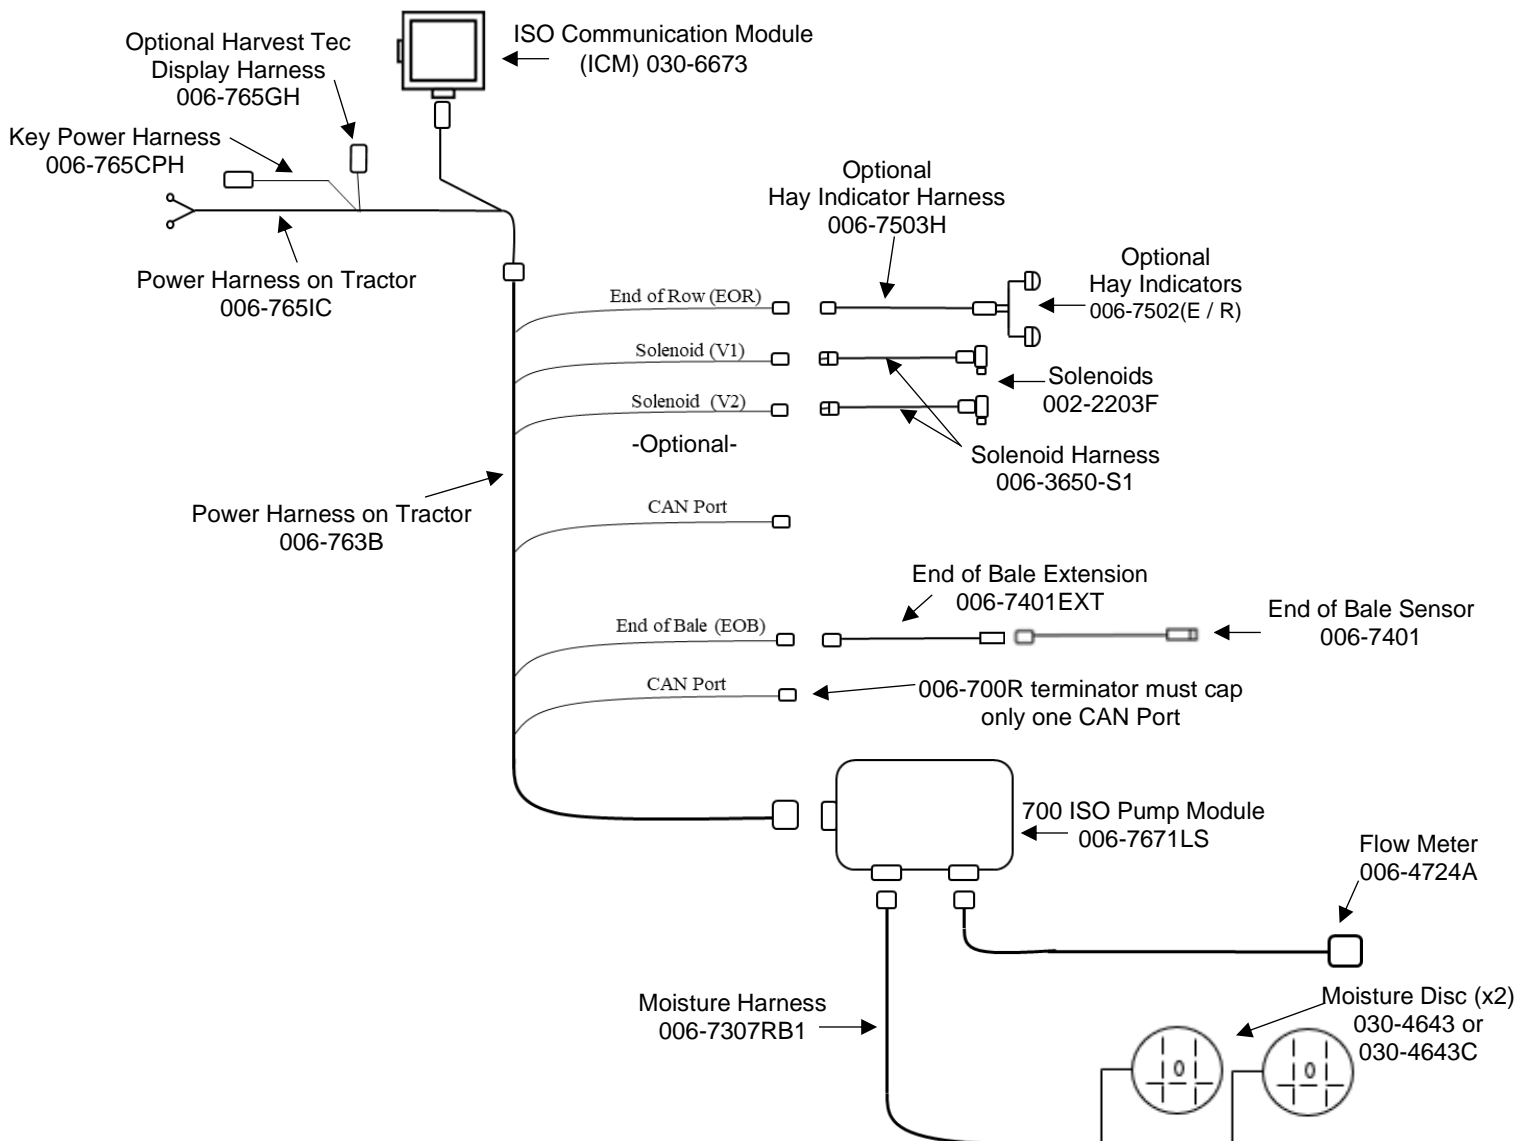 ISO Communication Module
(ICM) 030-6673
Optional Harvest Tec
Display Harness
006-765GH
Key Power Harness
006-765CPH
Power Harness on Tractor
006-765IC
Optional
Hay Indicator Harness
006-7503H
Optional
Hay Indicators
006-7502(E / R)
End of Row (EOR)
Solenoid (V1)
Solenoid (V2)
-Optional-
Solenoids
002-2203F
Solenoid Harness
006-3650-S1
Power Harness on Tractor
006-763B
CAN Port
End of Bale Extension
006-7401EXT
End of Bale Sensor
006-7401
End of Bale (EOB)
CAN Port
006-700R terminator must cap
only one CAN Port
700 ISO Pump Module
006-7671LS
Flow Meter
006-4724A
Moisture Harness
006-7307RB1
Moisture Disc (x2)
030-4643 or
030-4643C